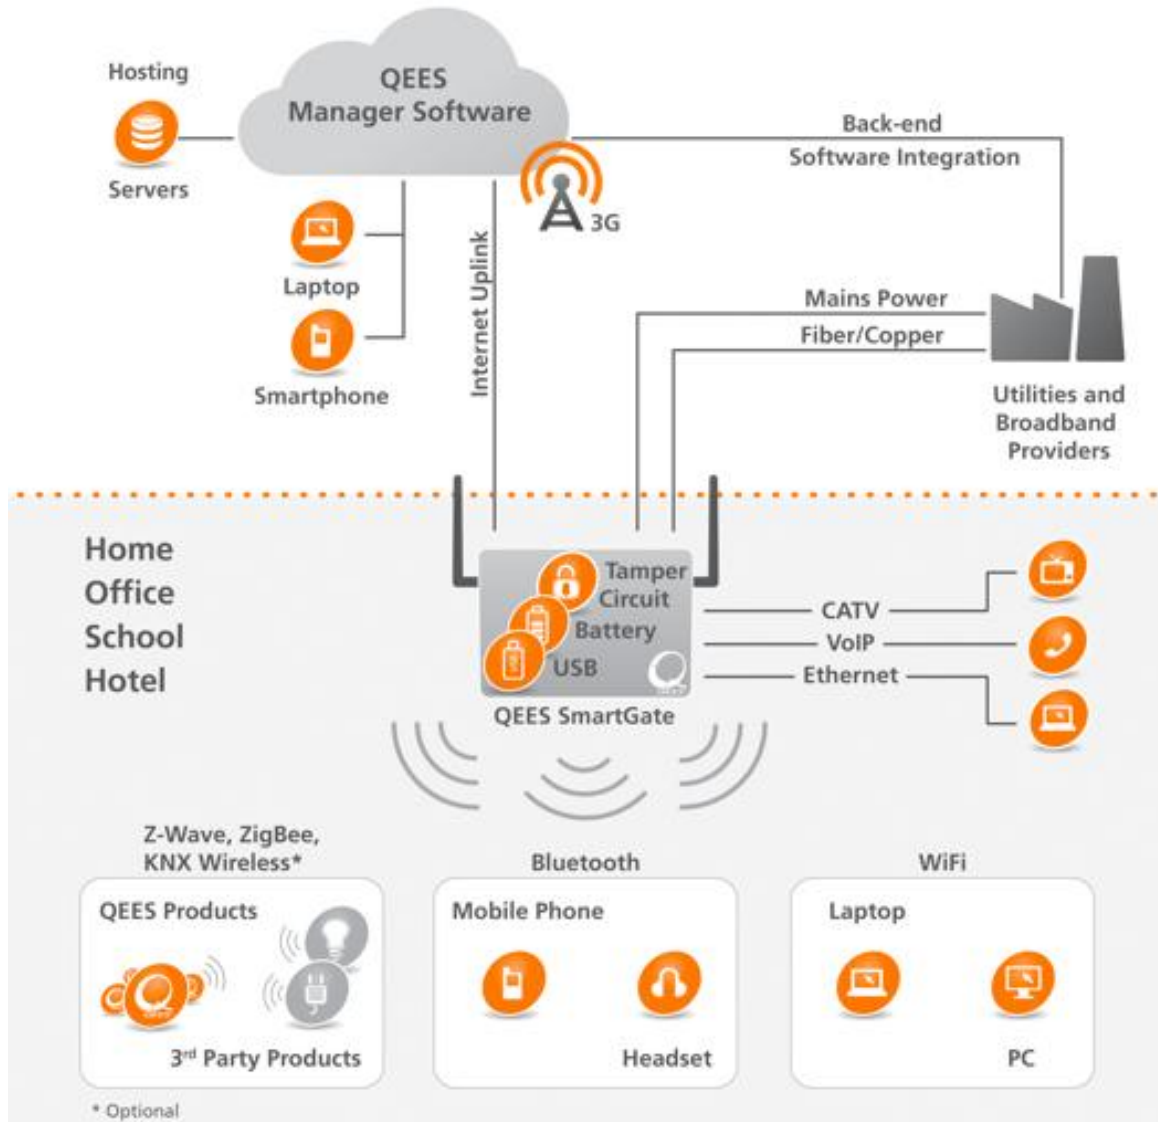 Hosting
Servers
QEES
Manager Software
3G
Laptop
Smartphone
Internet Uplink
Back-end
Software Integration
Mains Power
Fiber/Copper
Utilities and
Broadband
Providers
Home
Office
School
Hotel
Tamper
Circuit
Battery
USB
QEES SmartGate
CATV
VoIP
Ethernet
Z-Wave, ZigBee,
KNX Wireless*
QEES Products
3rd Party Products
* Optional
Bluetooth
Mobile Phone
Headset
WiFi
Laptop
PC